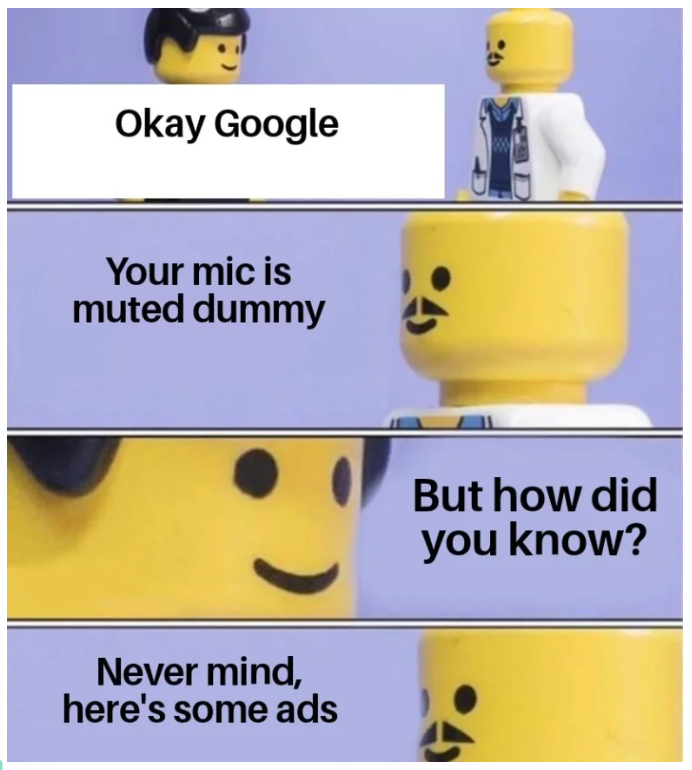 Okay Google
Your mic is
muted dummy
But how did
you know?
Never mind,
here's some ads